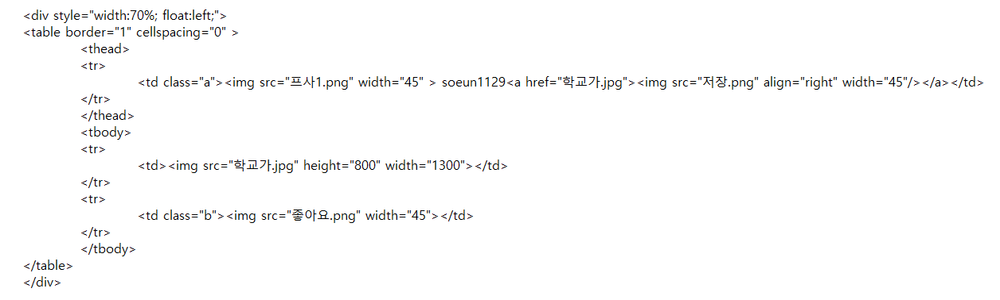 <div style="width:70%; float:left;">
<table border="1" cellspacing="0" >
<thead>
<tr>
<td class="a"><img src="프사1.png" width="45" > soeun1129<a href="학교가.jpg"><img src="저장.png" align="right" width="45"/></a></td>
</tr>
</thead>
<tbody>
<tr>
<td><img src="학교가.jpg" height="800" width="1300"></td>
</tr>
<tr>
<td class="b"><img src="좋아요.png" width="45"></td>
</tr>
</tbody>
</table>
</div>